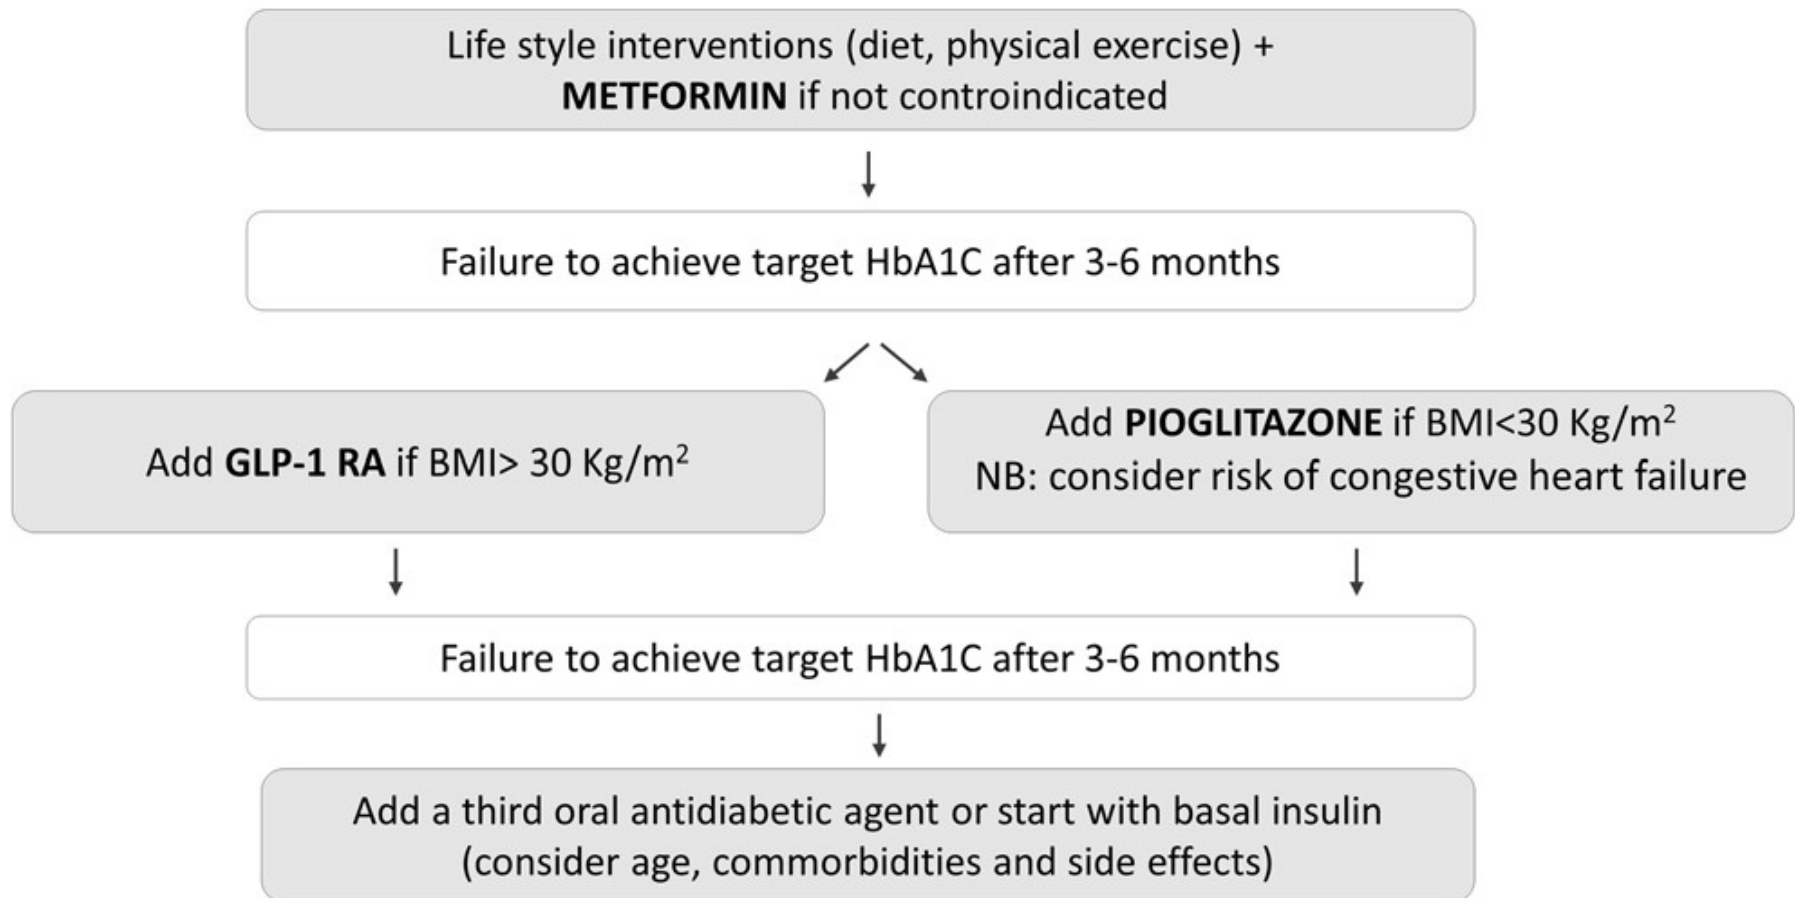 Life style interventions (diet, physical exercise) +
METFORMIN if not controindicated
Failure to achieve target HbA1C after 3-6 months
Add GLP-1 RA if BMI> 30 Kg/m²
Add PIOGLITAZONE if BMI<30 Kg/m²
NB: consider risk of congestive heart failure
Failure to achieve target HbA1C after 3-6 months
Add a third oral antidiabetic agent or start with basal insulin
(consider age, commorbidities and side effects)